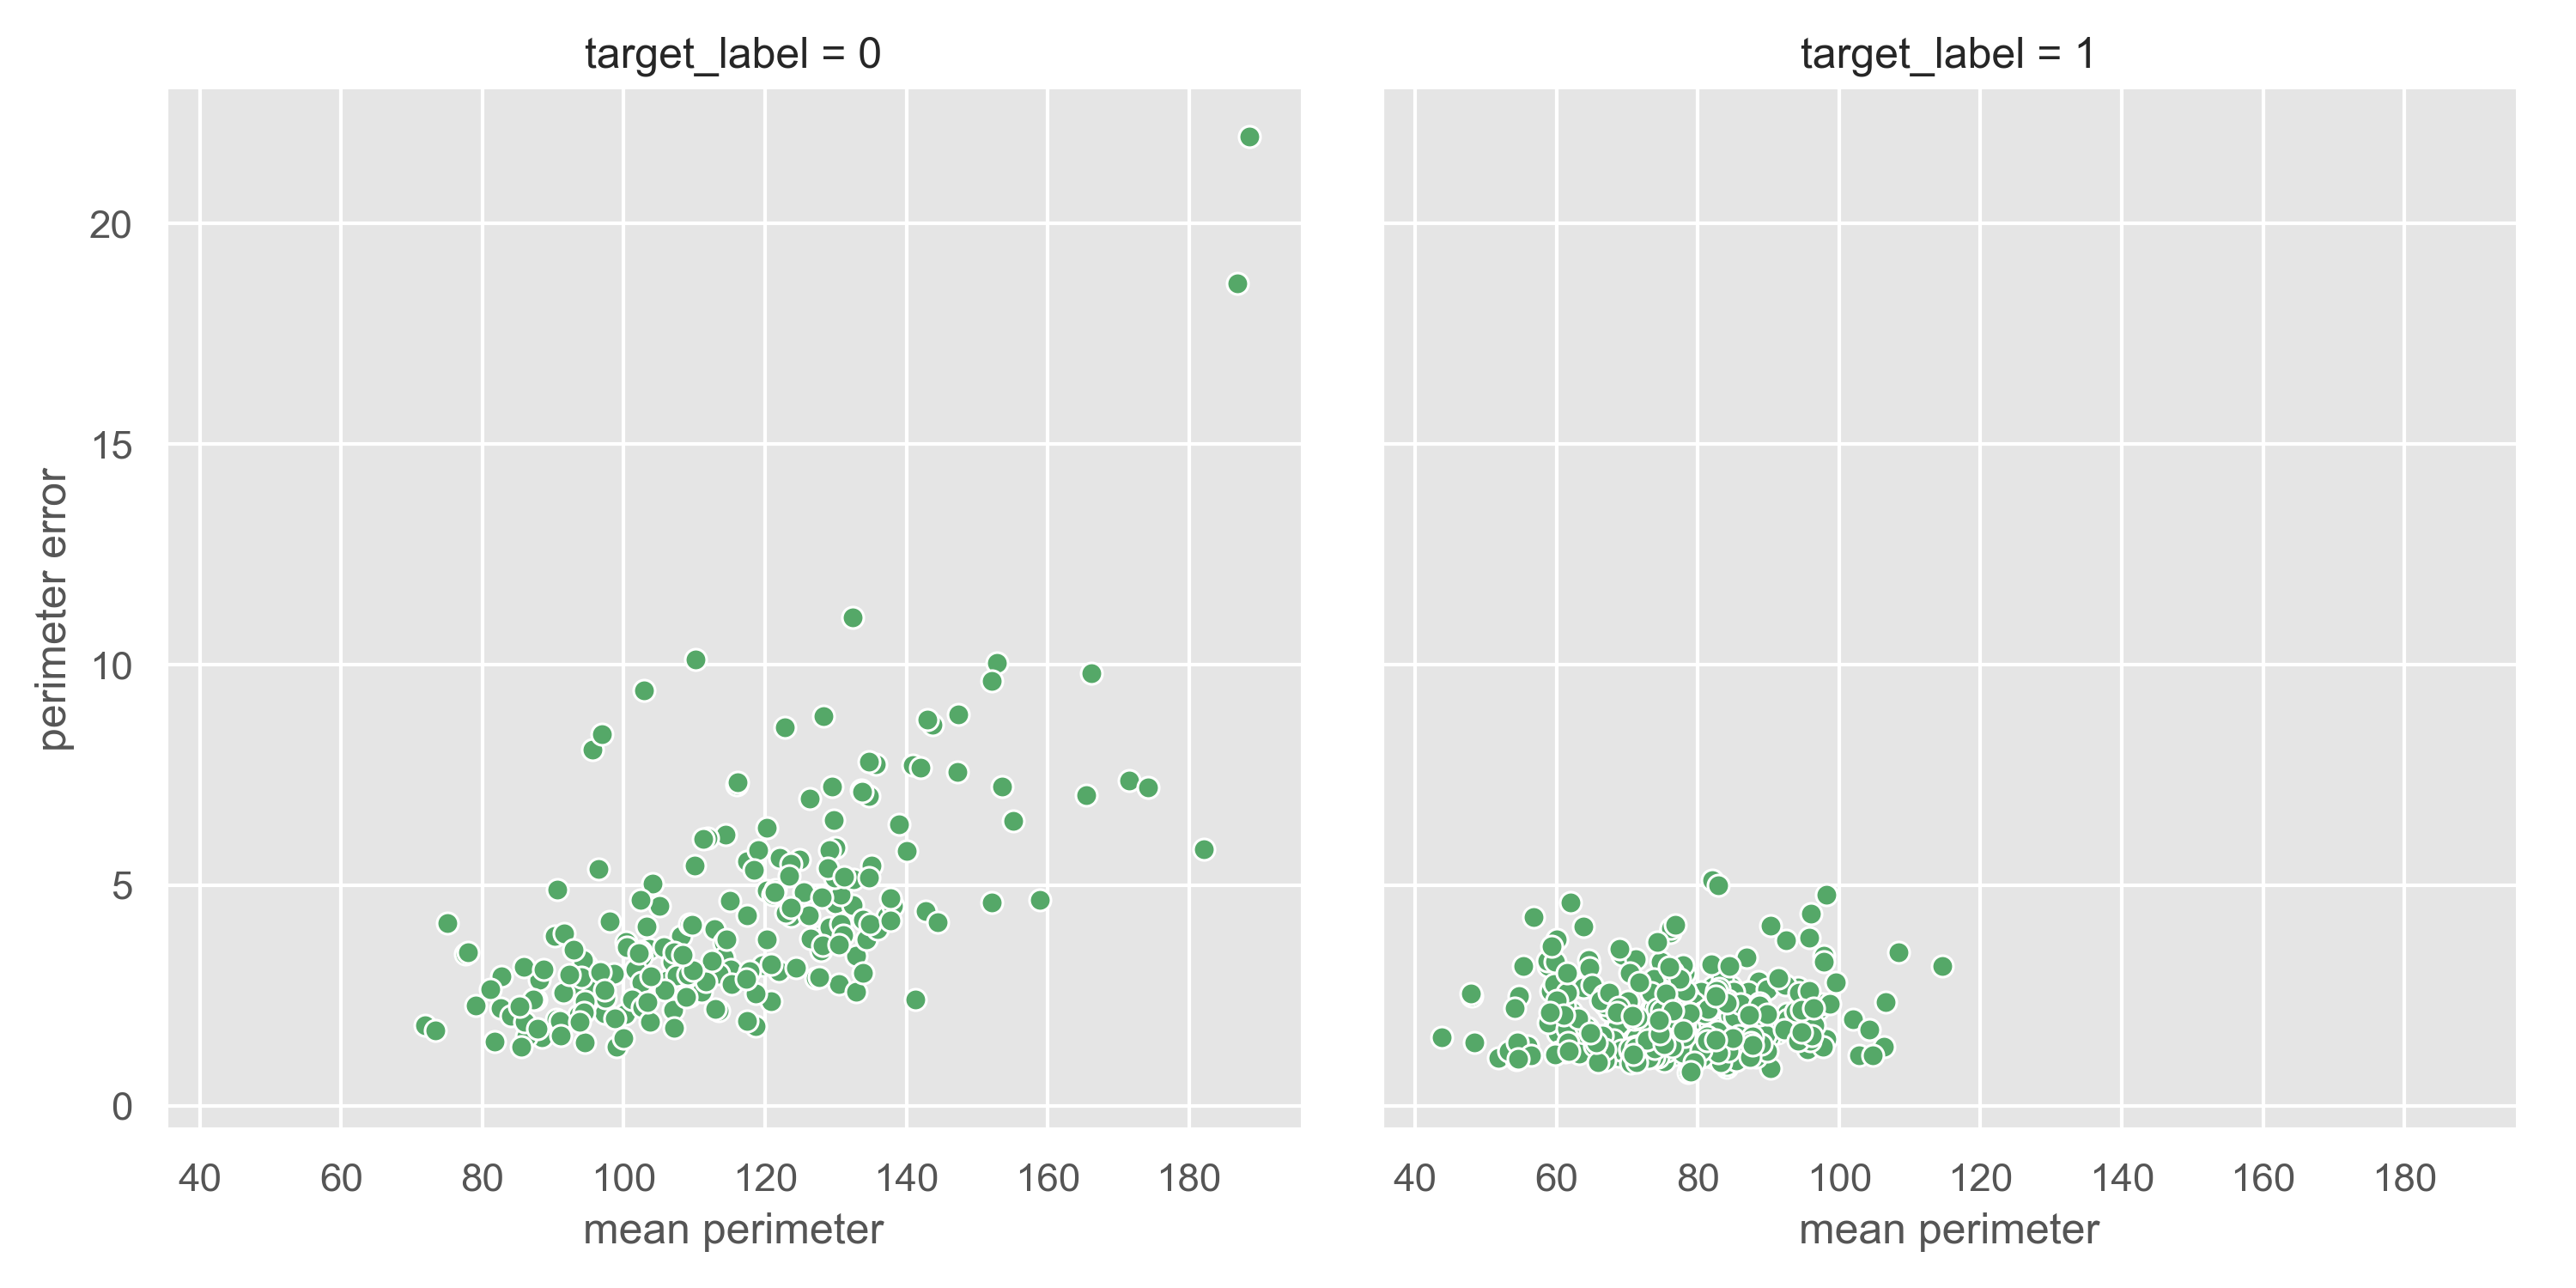 target_label = 0
target_label = 1
perimeter error
20
15
10
5
0
40 60 80 100 120 140 160 180
40 60 80 100 120 140 160 180
mean perimeter
mean perimeter